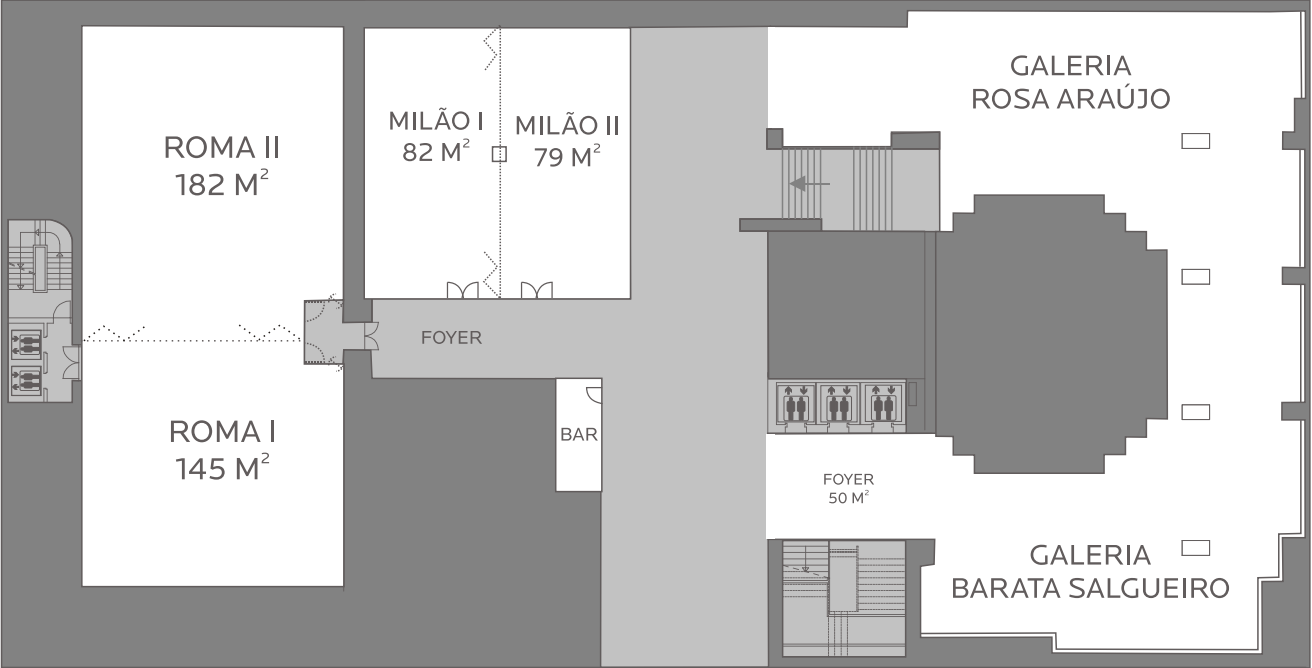 ROMA II
182 M²
MILÃO I
82 M²
MILÃO II
79 M²
GALERIA
ROSA ARAÚJO
FOYER
ROMA I
145 M²
BAR
FOYER
50 M²
GALERIA
BARATA SALGUEIRO